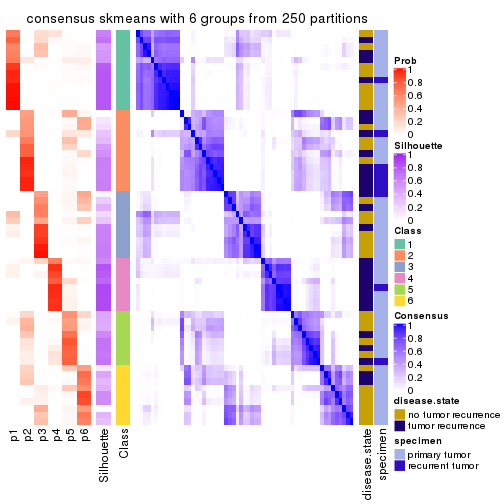 consensus skmeans with 6 groups from 250 partitions
p1
p2
p3
p4
p5
p6
Silhouette
Class
disease.state
specimen
Prob
1
0.8
0.6
0.4
0.2
0
Silhouette
1
0.8
0.6
0.4
0.2
0
Class
1
2
3
4
5
6
Consensus
1
0.8
0.6
0.4
0.2
0
disease.state
no tumor recurrence
tumor recurrence
specimen
primary tumor
recurrent tumor